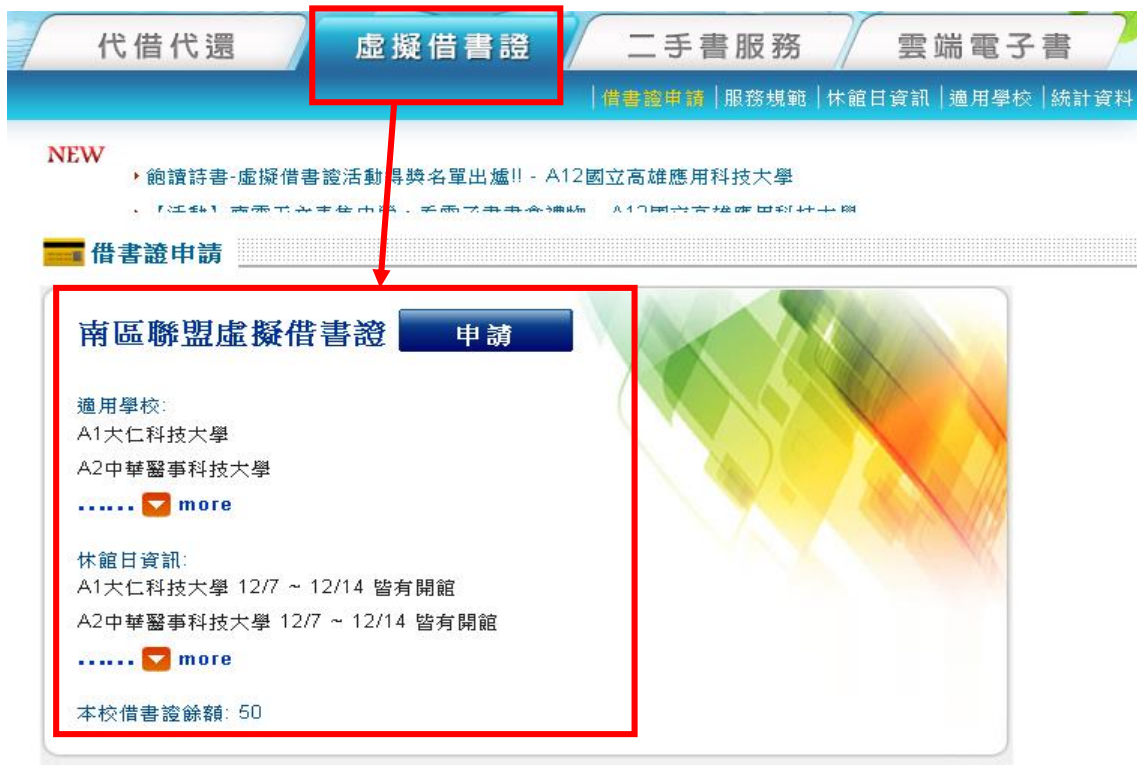 代借代還 虛擬借書證 二手書服務 雲端電子書
|借書證申請|服務規範|休館日資訊|適用學校|統計資料
NEW
飽讀詩書-虛擬借書證活動得獎名單出爐!! - A12國立高雄應用科技大學
借書證申請
南區聯盟虛擬借書證 申請
適用學校:
A1大仁科技大學
A2中華醫事科技大學
...... more
休館日資訊:
A1大仁科技大學 12/7 ~ 12/14 皆有開館
A2中華醫事科技大學 12/7 ~ 12/14 皆有開館
...... more
本校借書證餘額: 50